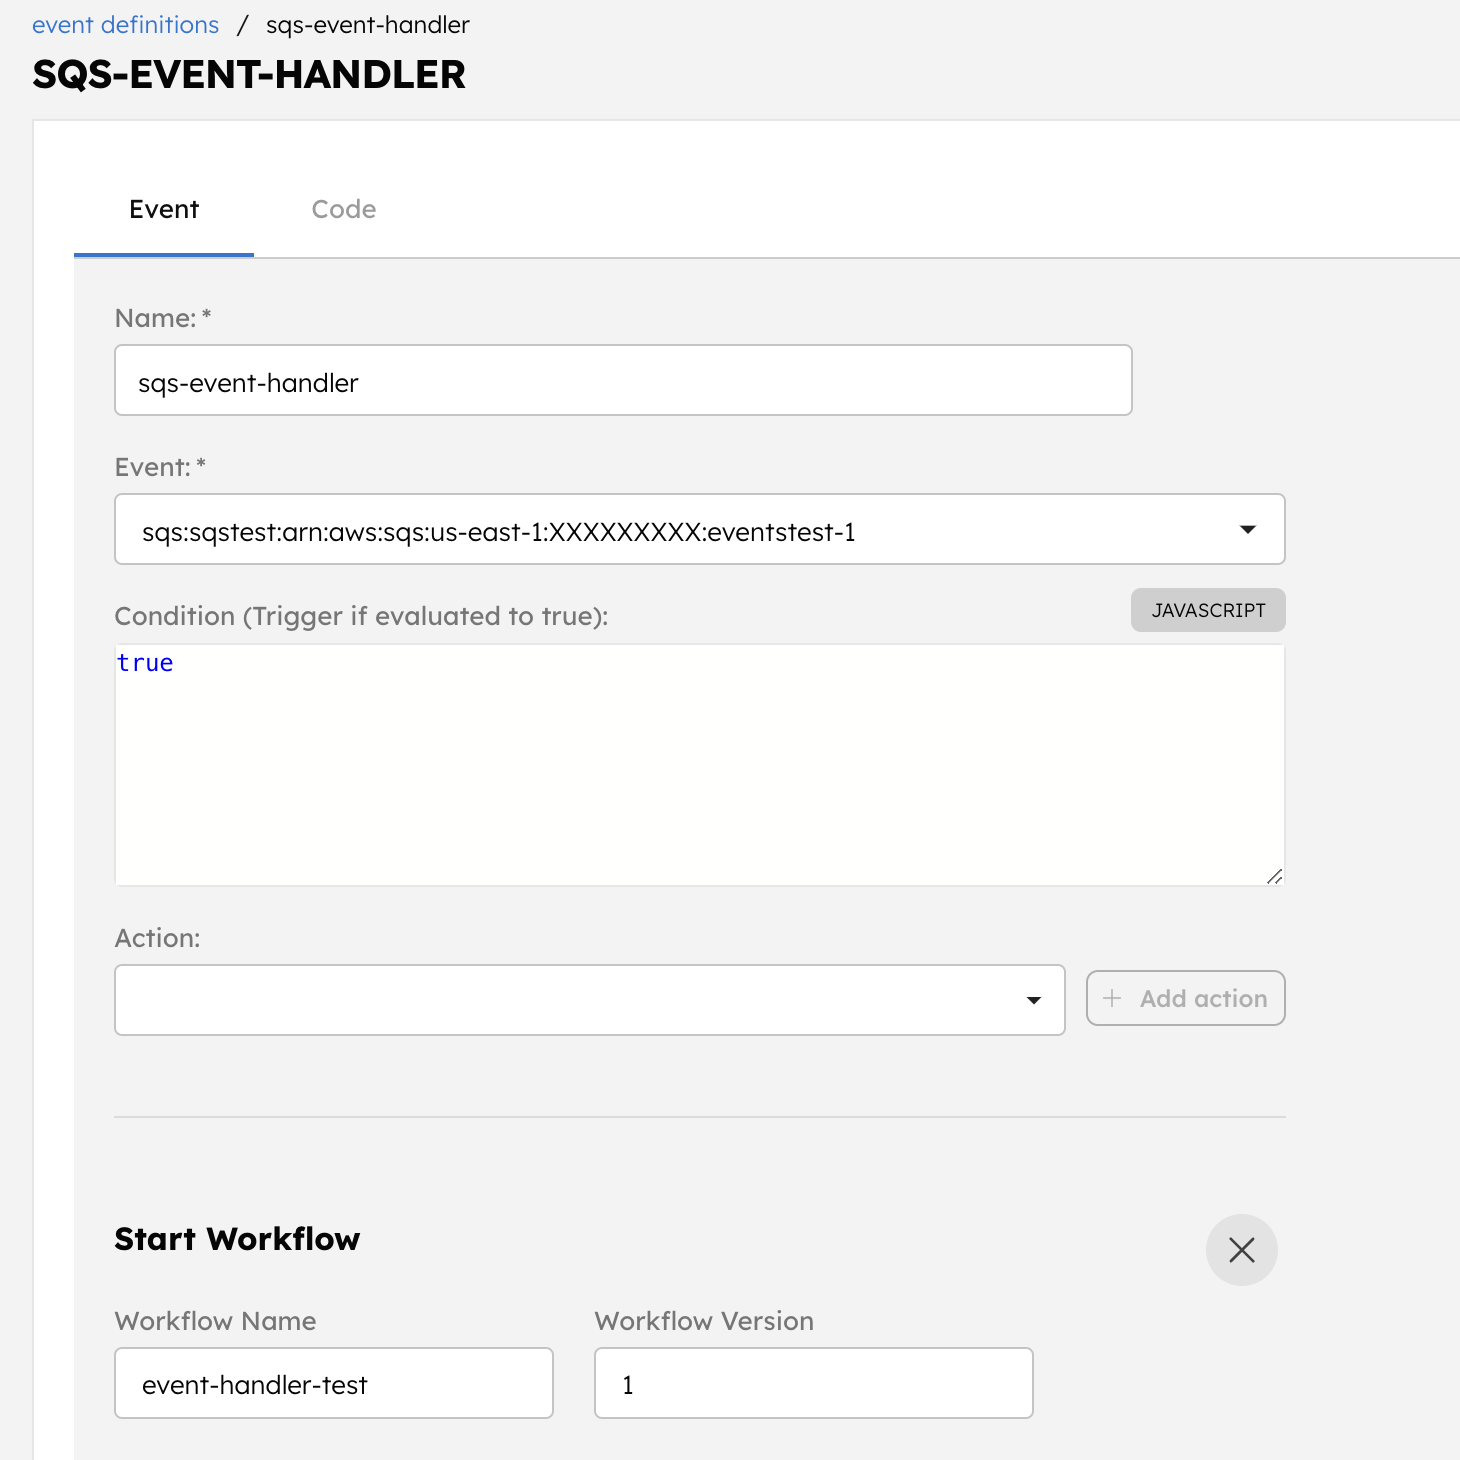 event definitions / sqs-event-handler
SQS-EVENT-HANDLER
Event Code
Name: *
sqs-event-handler
Event: *
sqs:sqstest:arn:aws:sqs:us-east-1:XXXXXXXXX:eventstest-1
Condition (Trigger if evaluated to true): JAVASCRIPT
true
Action:
+ Add action
Start Workflow
Workflow Name Workflow Version
event-handler-test 1